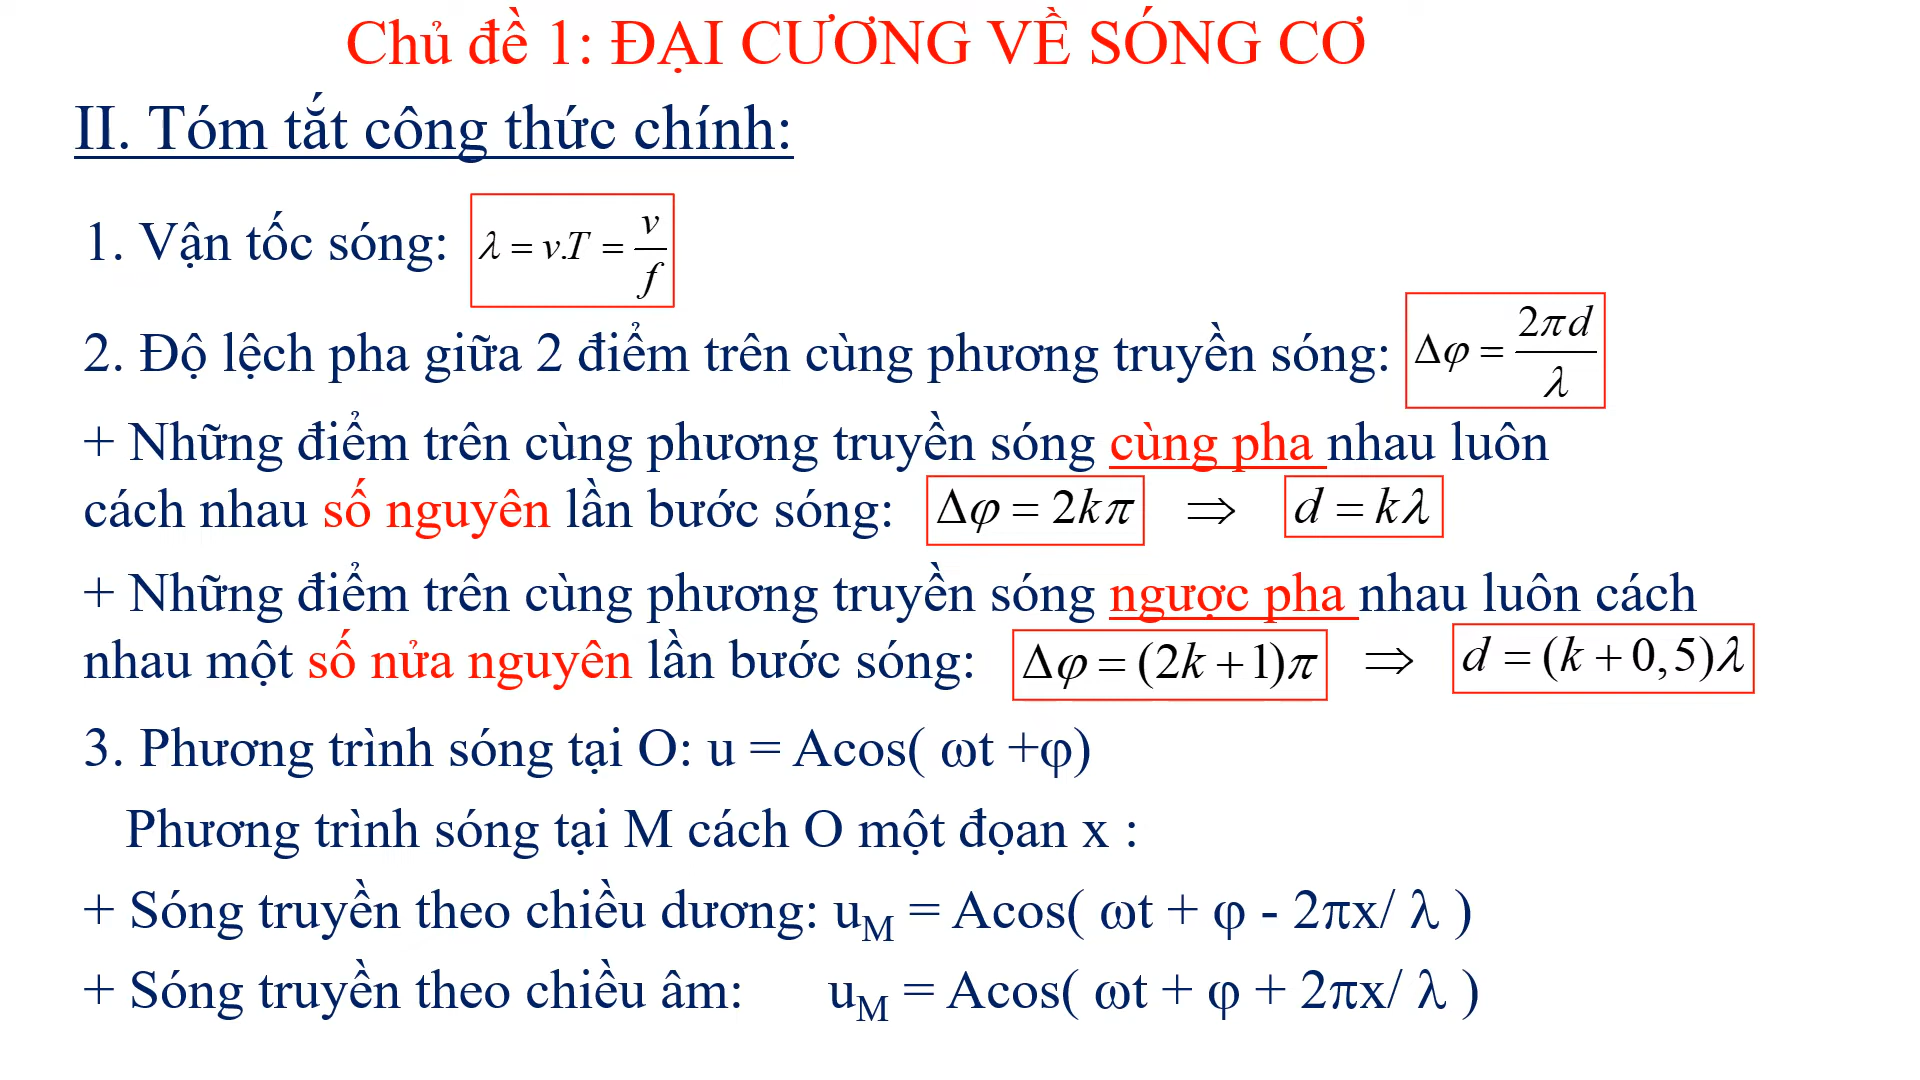 Chủ đề 1: ĐẠI CƯƠNG VỀ SÓNG CƠ
II. Tóm tắt công thức chính:
1. Vận tốc sóng: λ = v.T = v/f
2. Độ lệch pha giữa 2 điểm trên cùng phương truyền sóng: Δφ = 2πd/λ
+ Những điểm trên cùng phương truyền sóng cùng pha nhau luôn
cách nhau số nguyên lần bước sóng: Δφ = 2kπ ⇒ d = kλ
+ Những điểm trên cùng phương truyền sóng ngược pha nhau luôn cách
nhau một số nửa nguyên lần bước sóng: Δφ = (2k+1)π ⇒ d = (k+0,5)λ
3. Phương trình sóng tại O: u = Acos( ωt +φ)
Phương trình sóng tại M cách O một đọan x :
+ Sóng truyền theo chiều dương: uM = Acos( ωt + φ - 2πx/ λ )
+ Sóng truyền theo chiều âm: uM = Acos( ωt + φ + 2πx/ λ )